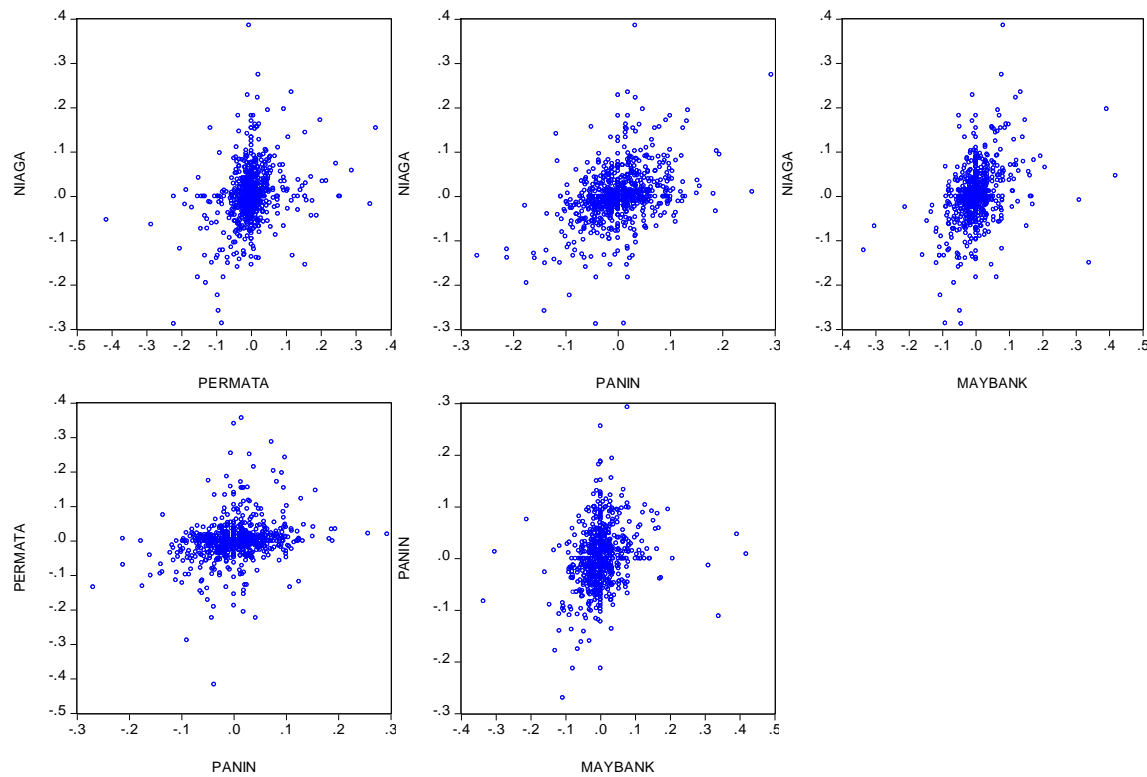 .4 .4 .4
.3 .3 .3
.2 .2 .2
.1 .1 .1
NIAGA .0 NIAGA .0 NIAGA .0
-.1 -.1 -.1
-.2 -.2 -.2
-.3 -.3 -.3
-.5 -.4 -.3 -.2 -.1 .0 .1 .2 .3 .4 -.3 -.2 -.1 .0 .1 .2 .3 -.4 -.3 -.2 -.1 .0 .1 .2 .3 .4 .5
PERMATA PANIN MAYBANK
.4 .3
.3
.2 .2
.1 .1
.0
PERMATA -.1 PANIN .0
-.2 -.1
-.3
-.4 -.2
-.5 -.3
-.3 -.2 -.1 .0 .1 .2 .3 -.4 -.3 -.2 -.1 .0 .1 .2 .3 .4 .5
PANIN MAYBANK